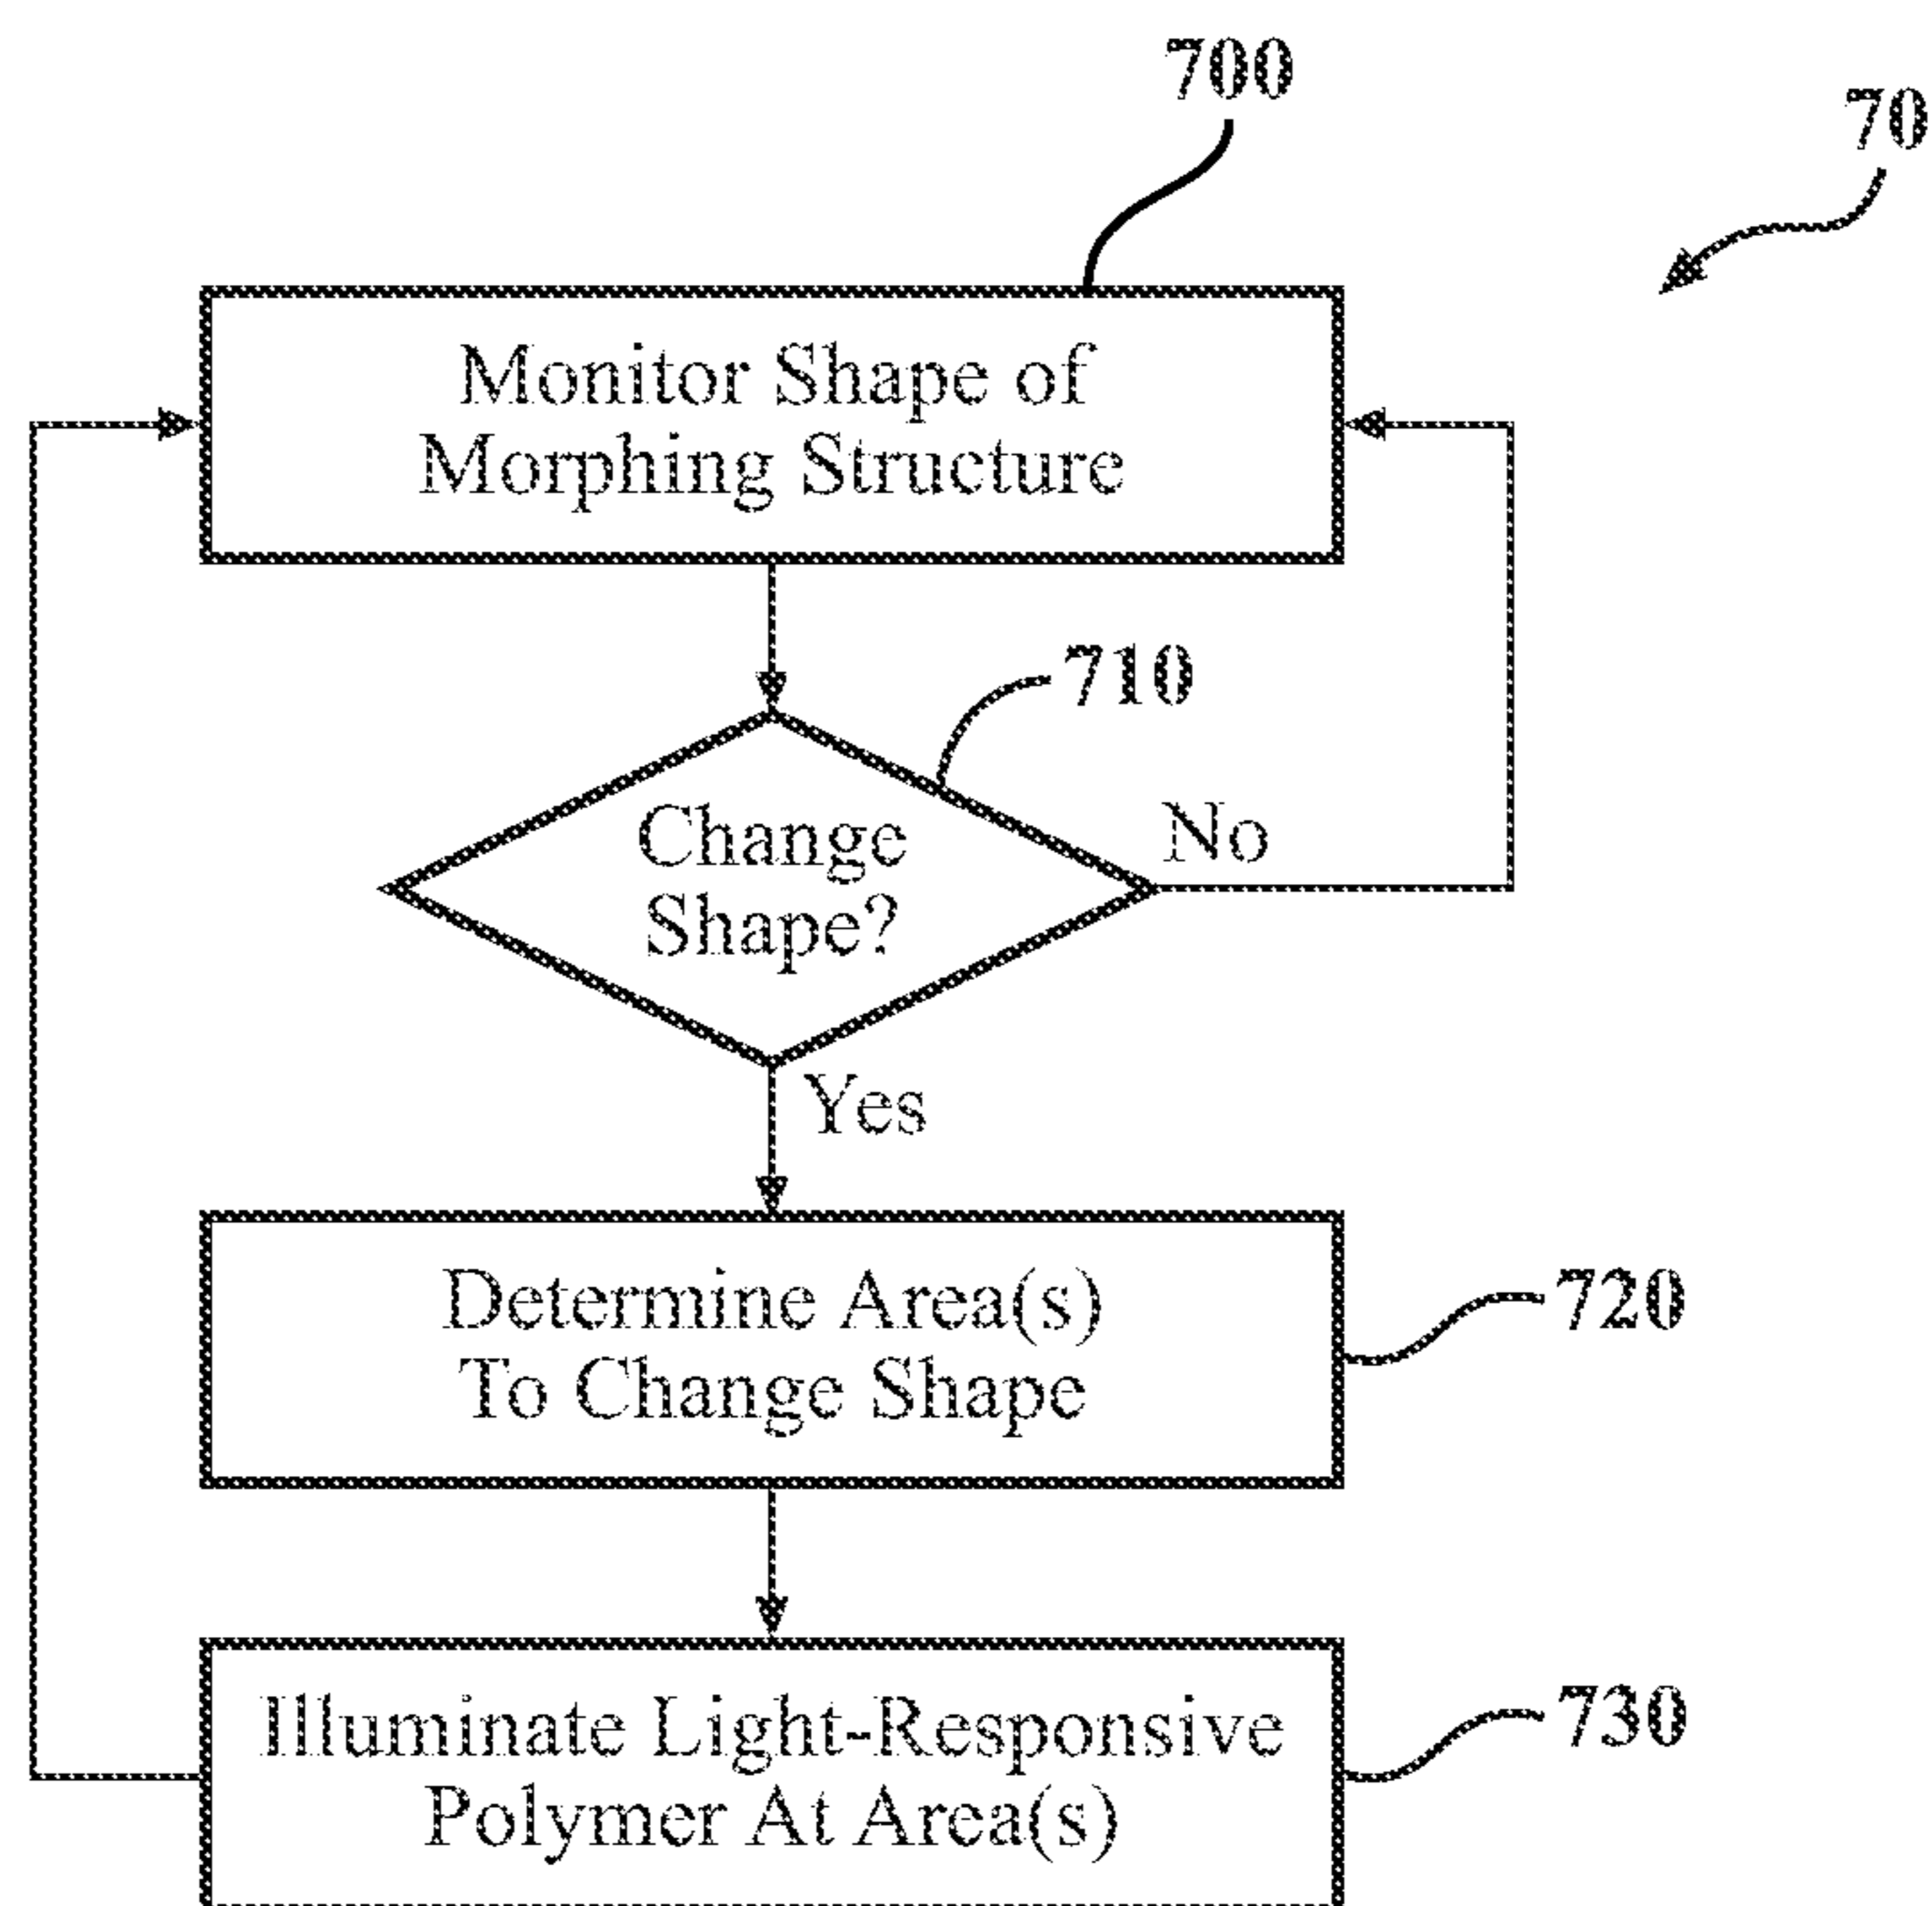 700
70
Monitor Shape of
Morphing Structure
710
Change
Shape?
No
Yes
Determine Area(s)
To Change Shape
720
Illuminate Light-Responsive
Polymer At Area(s)
730